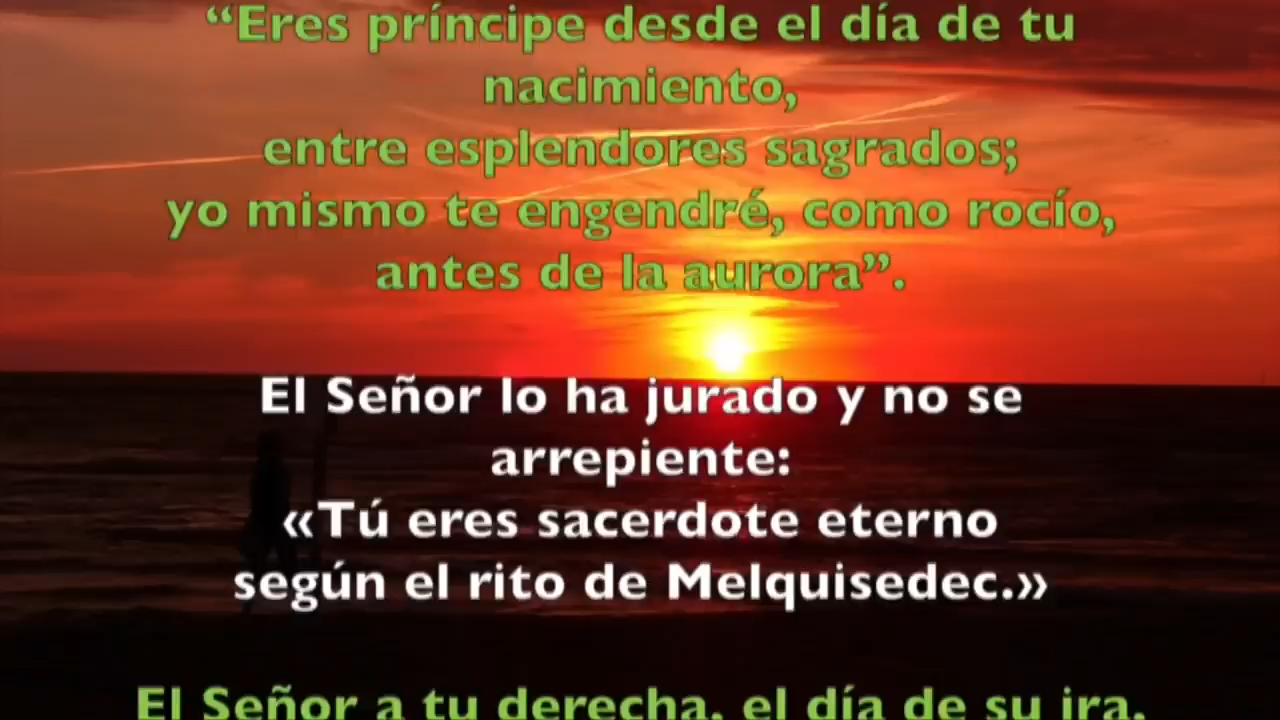 “Eres príncipe desde el día de tu
nacimiento,
entre esplendores sagrados;
yo mismo te engendré, como rocío,
antes de la aurora”.
El Señor lo ha jurado y no se
arrepiente:
«Tú eres sacerdote eterno
según el rito de Melquisedec.»
El Señor a tu derecha, el día de su ira,